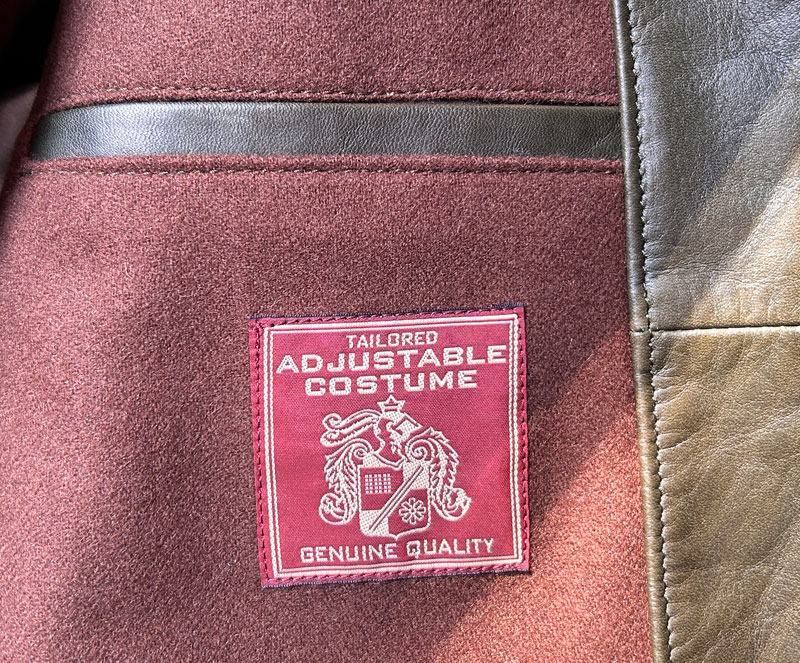 TAILORED
ADJUSTABLE
COSTUME
GENUINE QUALITY